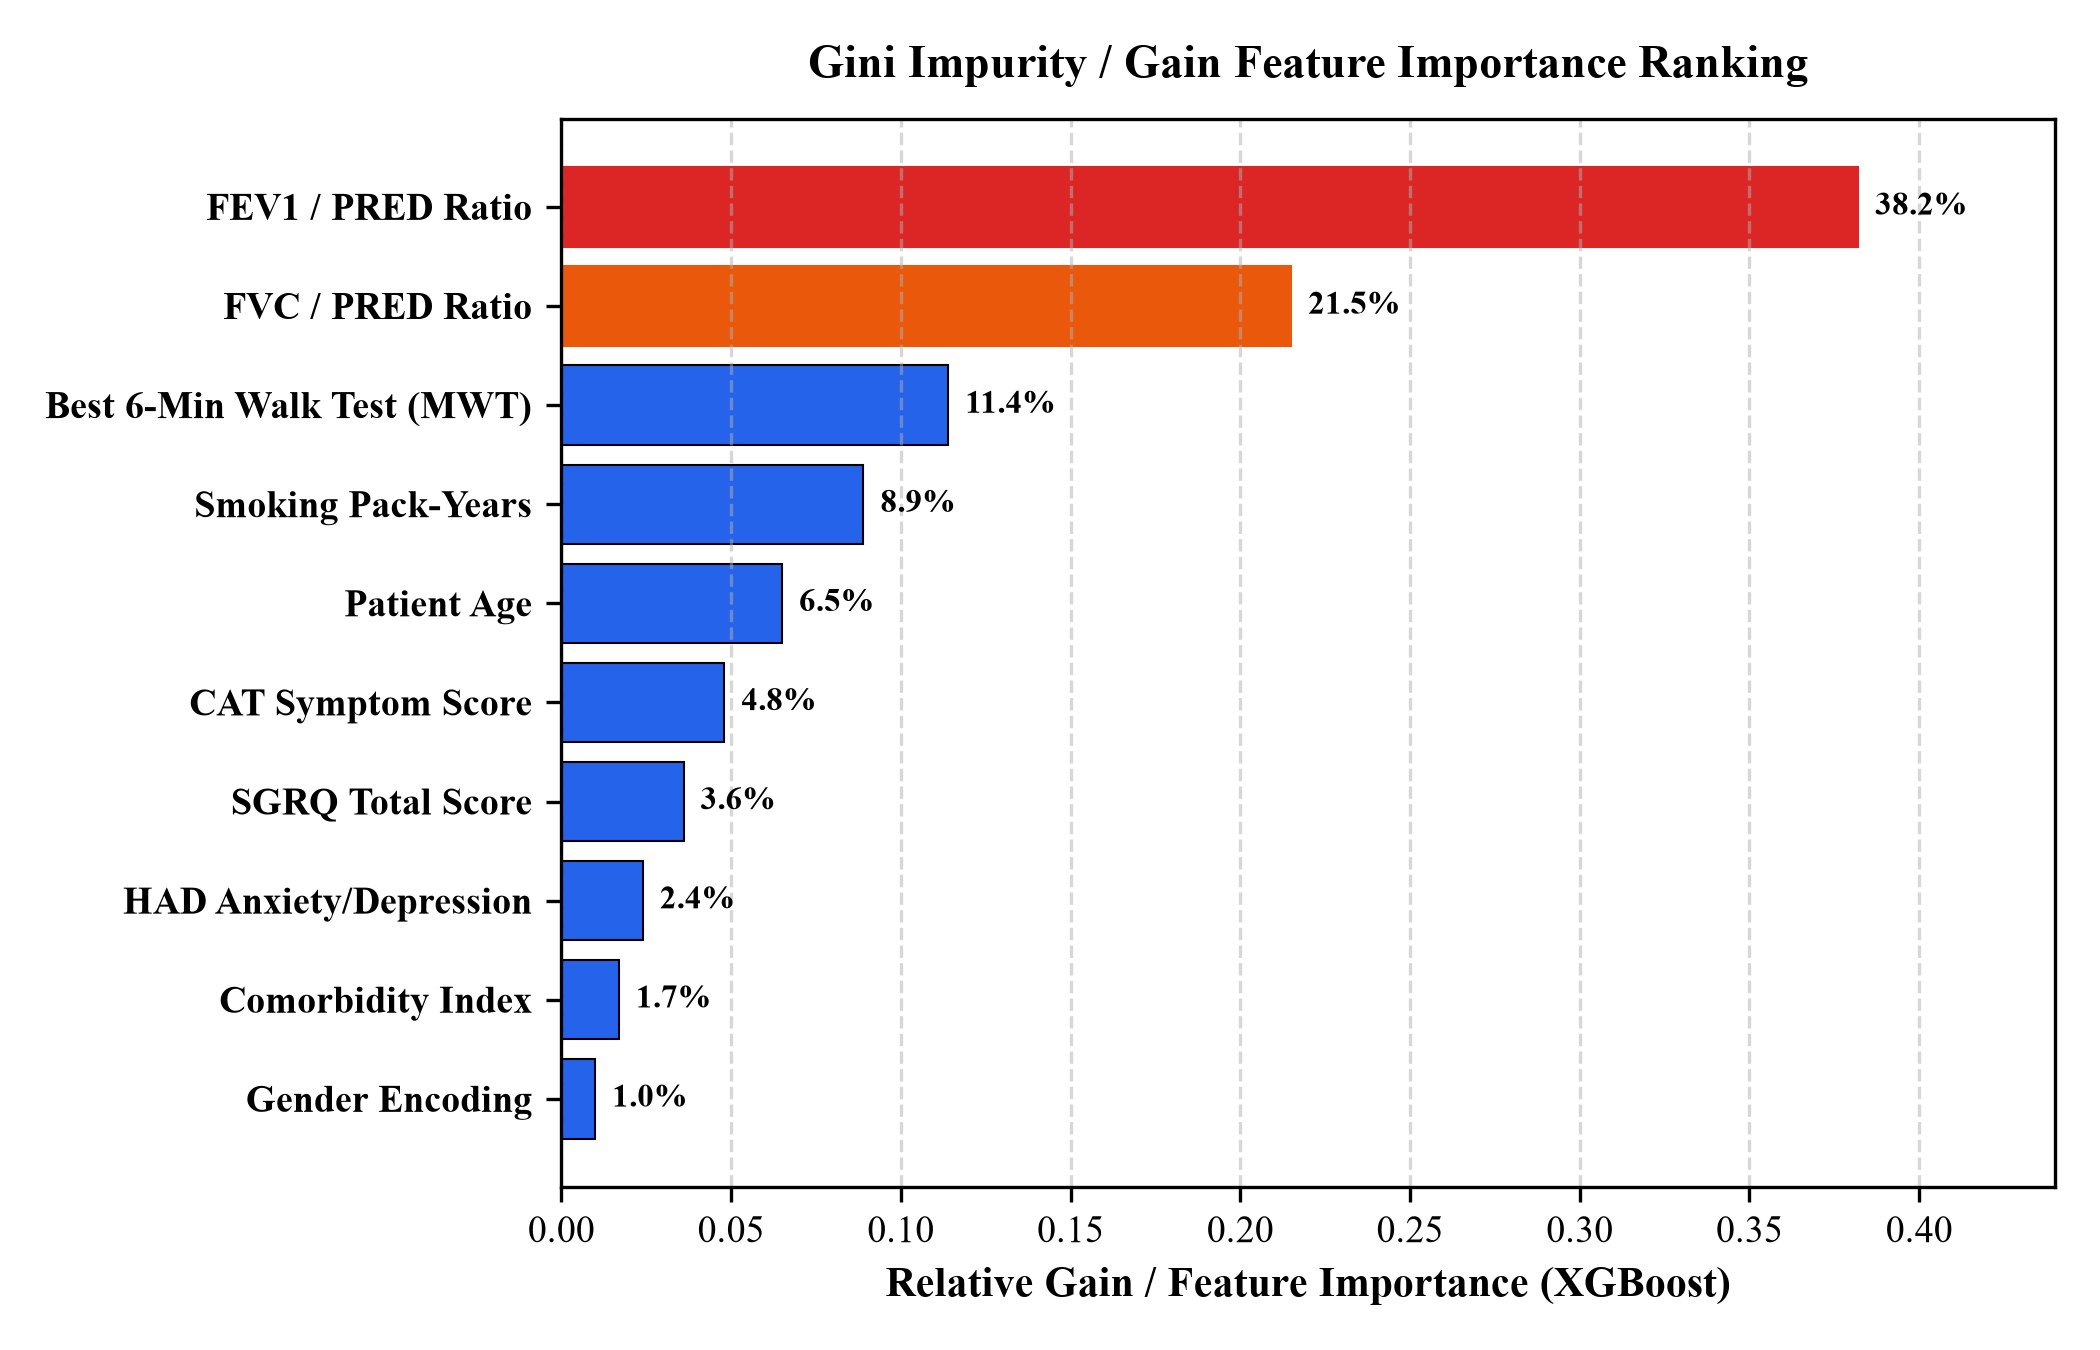 Gini Impurity / Gain Feature Importance Ranking
FEV1 / PRED Ratio 38.2%
FVC / PRED Ratio 21.5%
Best 6-Min Walk Test (MWT) 11.4%
Smoking Pack-Years 8.9%
Patient Age 6.5%
CAT Symptom Score 4.8%
SGRQ Total Score 3.6%
HAD Anxiety/Depression 2.4%
Comorbidity Index 1.7%
Gender Encoding 1.0%
0.00 0.05 0.10 0.15 0.20 0.25 0.30 0.35 0.40
Relative Gain / Feature Importance (XGBoost)